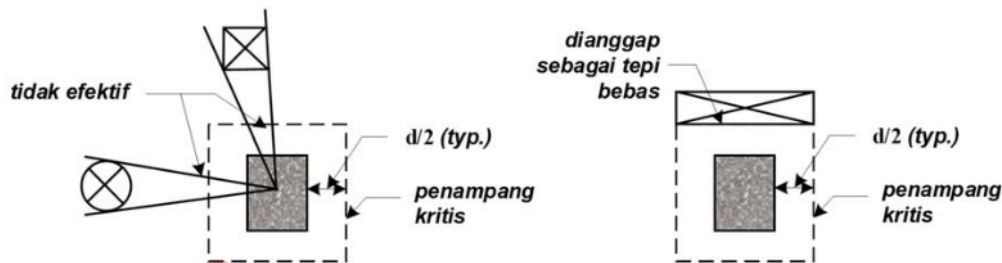 tidak efektif
d/2 (typ.)
penampang
kritis
dianggap
sebagai tepi
bebas
d/2 (typ.)
penampang
kritis